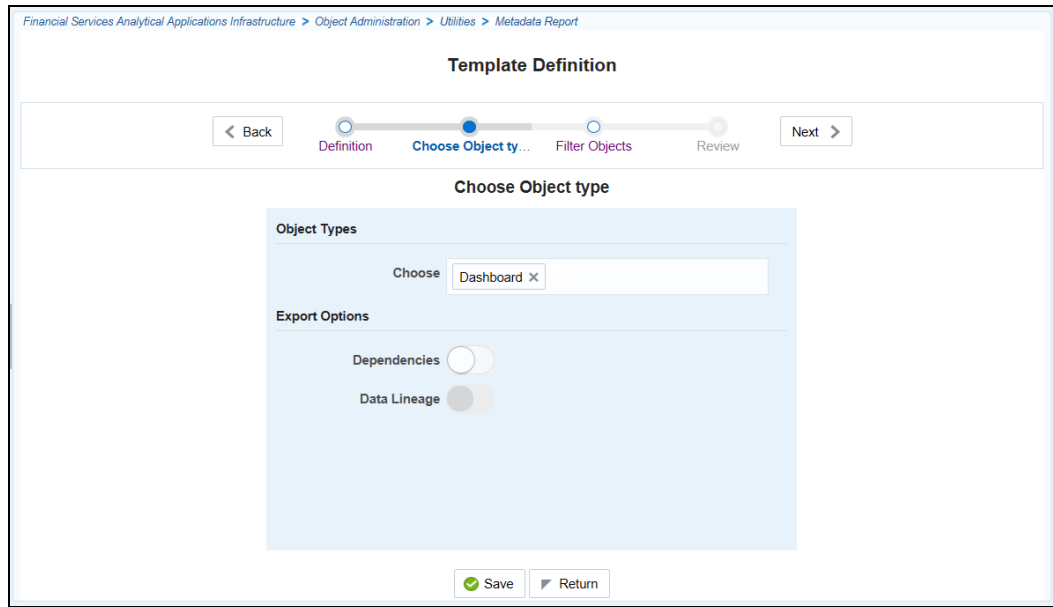 Financial Services Analytical Applications Infrastructure > Object Administration > Utilities > Metadata Report
Template Definition
Back
Definition
Choose Object ty...
Filter Objects
Review
Next
Choose Object type
Object Types
Choose
Dashboard ×
Export Options
Dependencies
Data Lineage
Save
Return